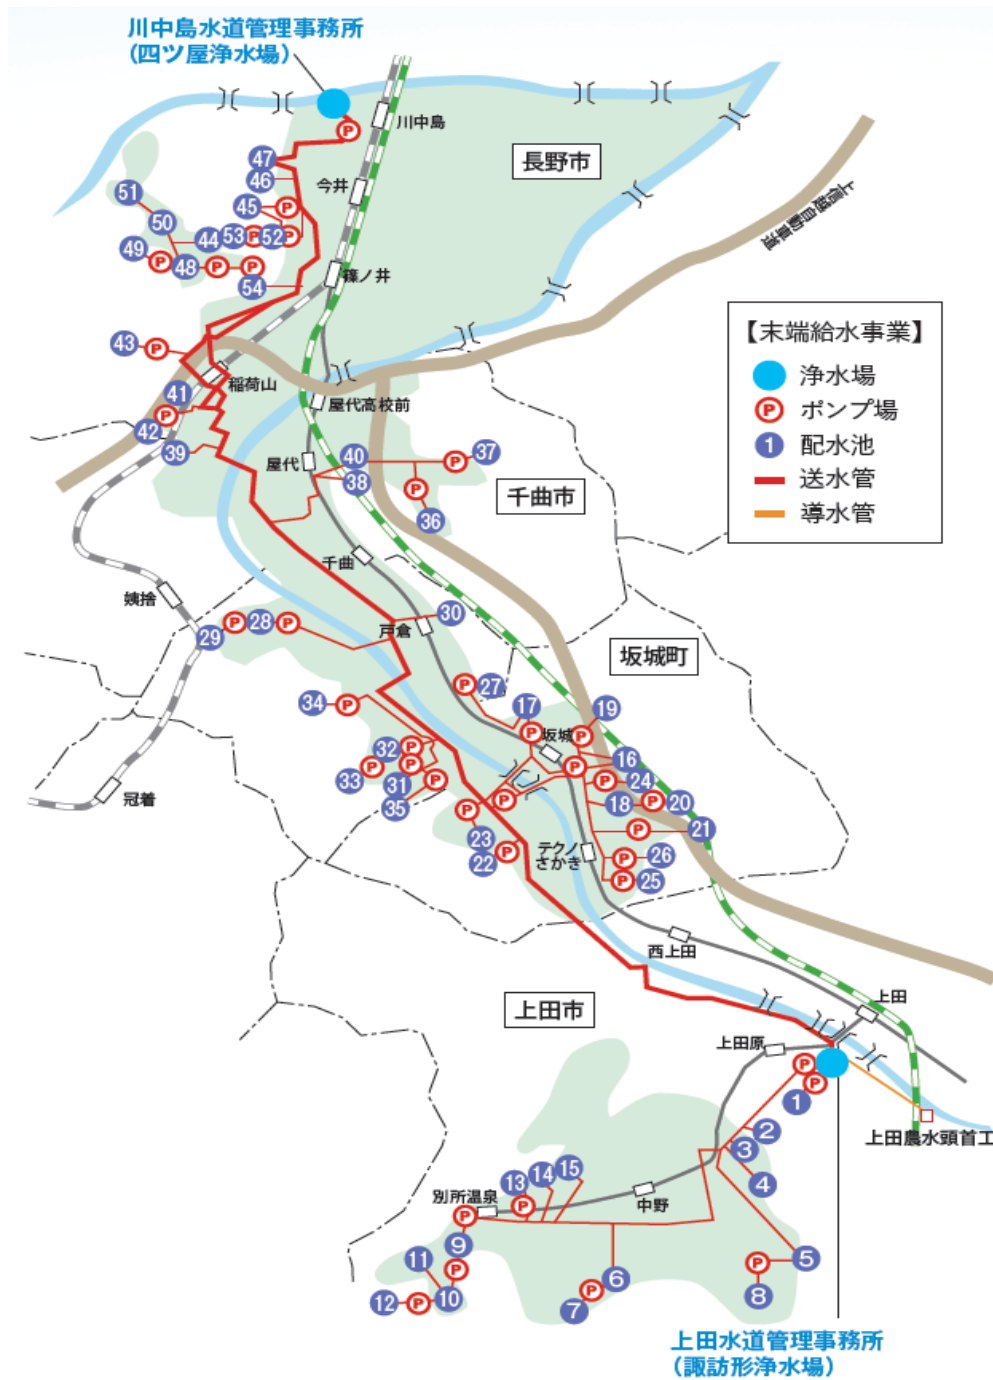 川中島水道管理事務所
（四ツ屋浄水場）
P
川中島
長野市
47
46
今井
上信越自動車道
51
45
P
50
44
53
P
52
P
49
P
48
P
P
54
篠ノ井
【末端給水事業】
浄水場
P
ポンプ場
1
配水池
送水管
導水管
43
P
稲荷山
41
屋代高校前
P
42
39
屋代
40
P
37
38
P
千曲市
36
千曲
姨捨
30
29
P
28
P
戸倉
坂城町
P
27
34
P
17
19
P
坂城
P
32
P
16
33
P
P
P
24
31
P
P
35
P
P
18
P
20
23
P
21
22
P
テクノ
さかき
P
26
P
25
西上田
上田市
上田
上田原
P
P
1
上田農水頭首工
2
3
4
15
14
13
別所温泉
P
中野
P
9
5
11
P
6
P
12
P
10
P
7
8
上田水道管理事務所
（諏訪形浄水場）